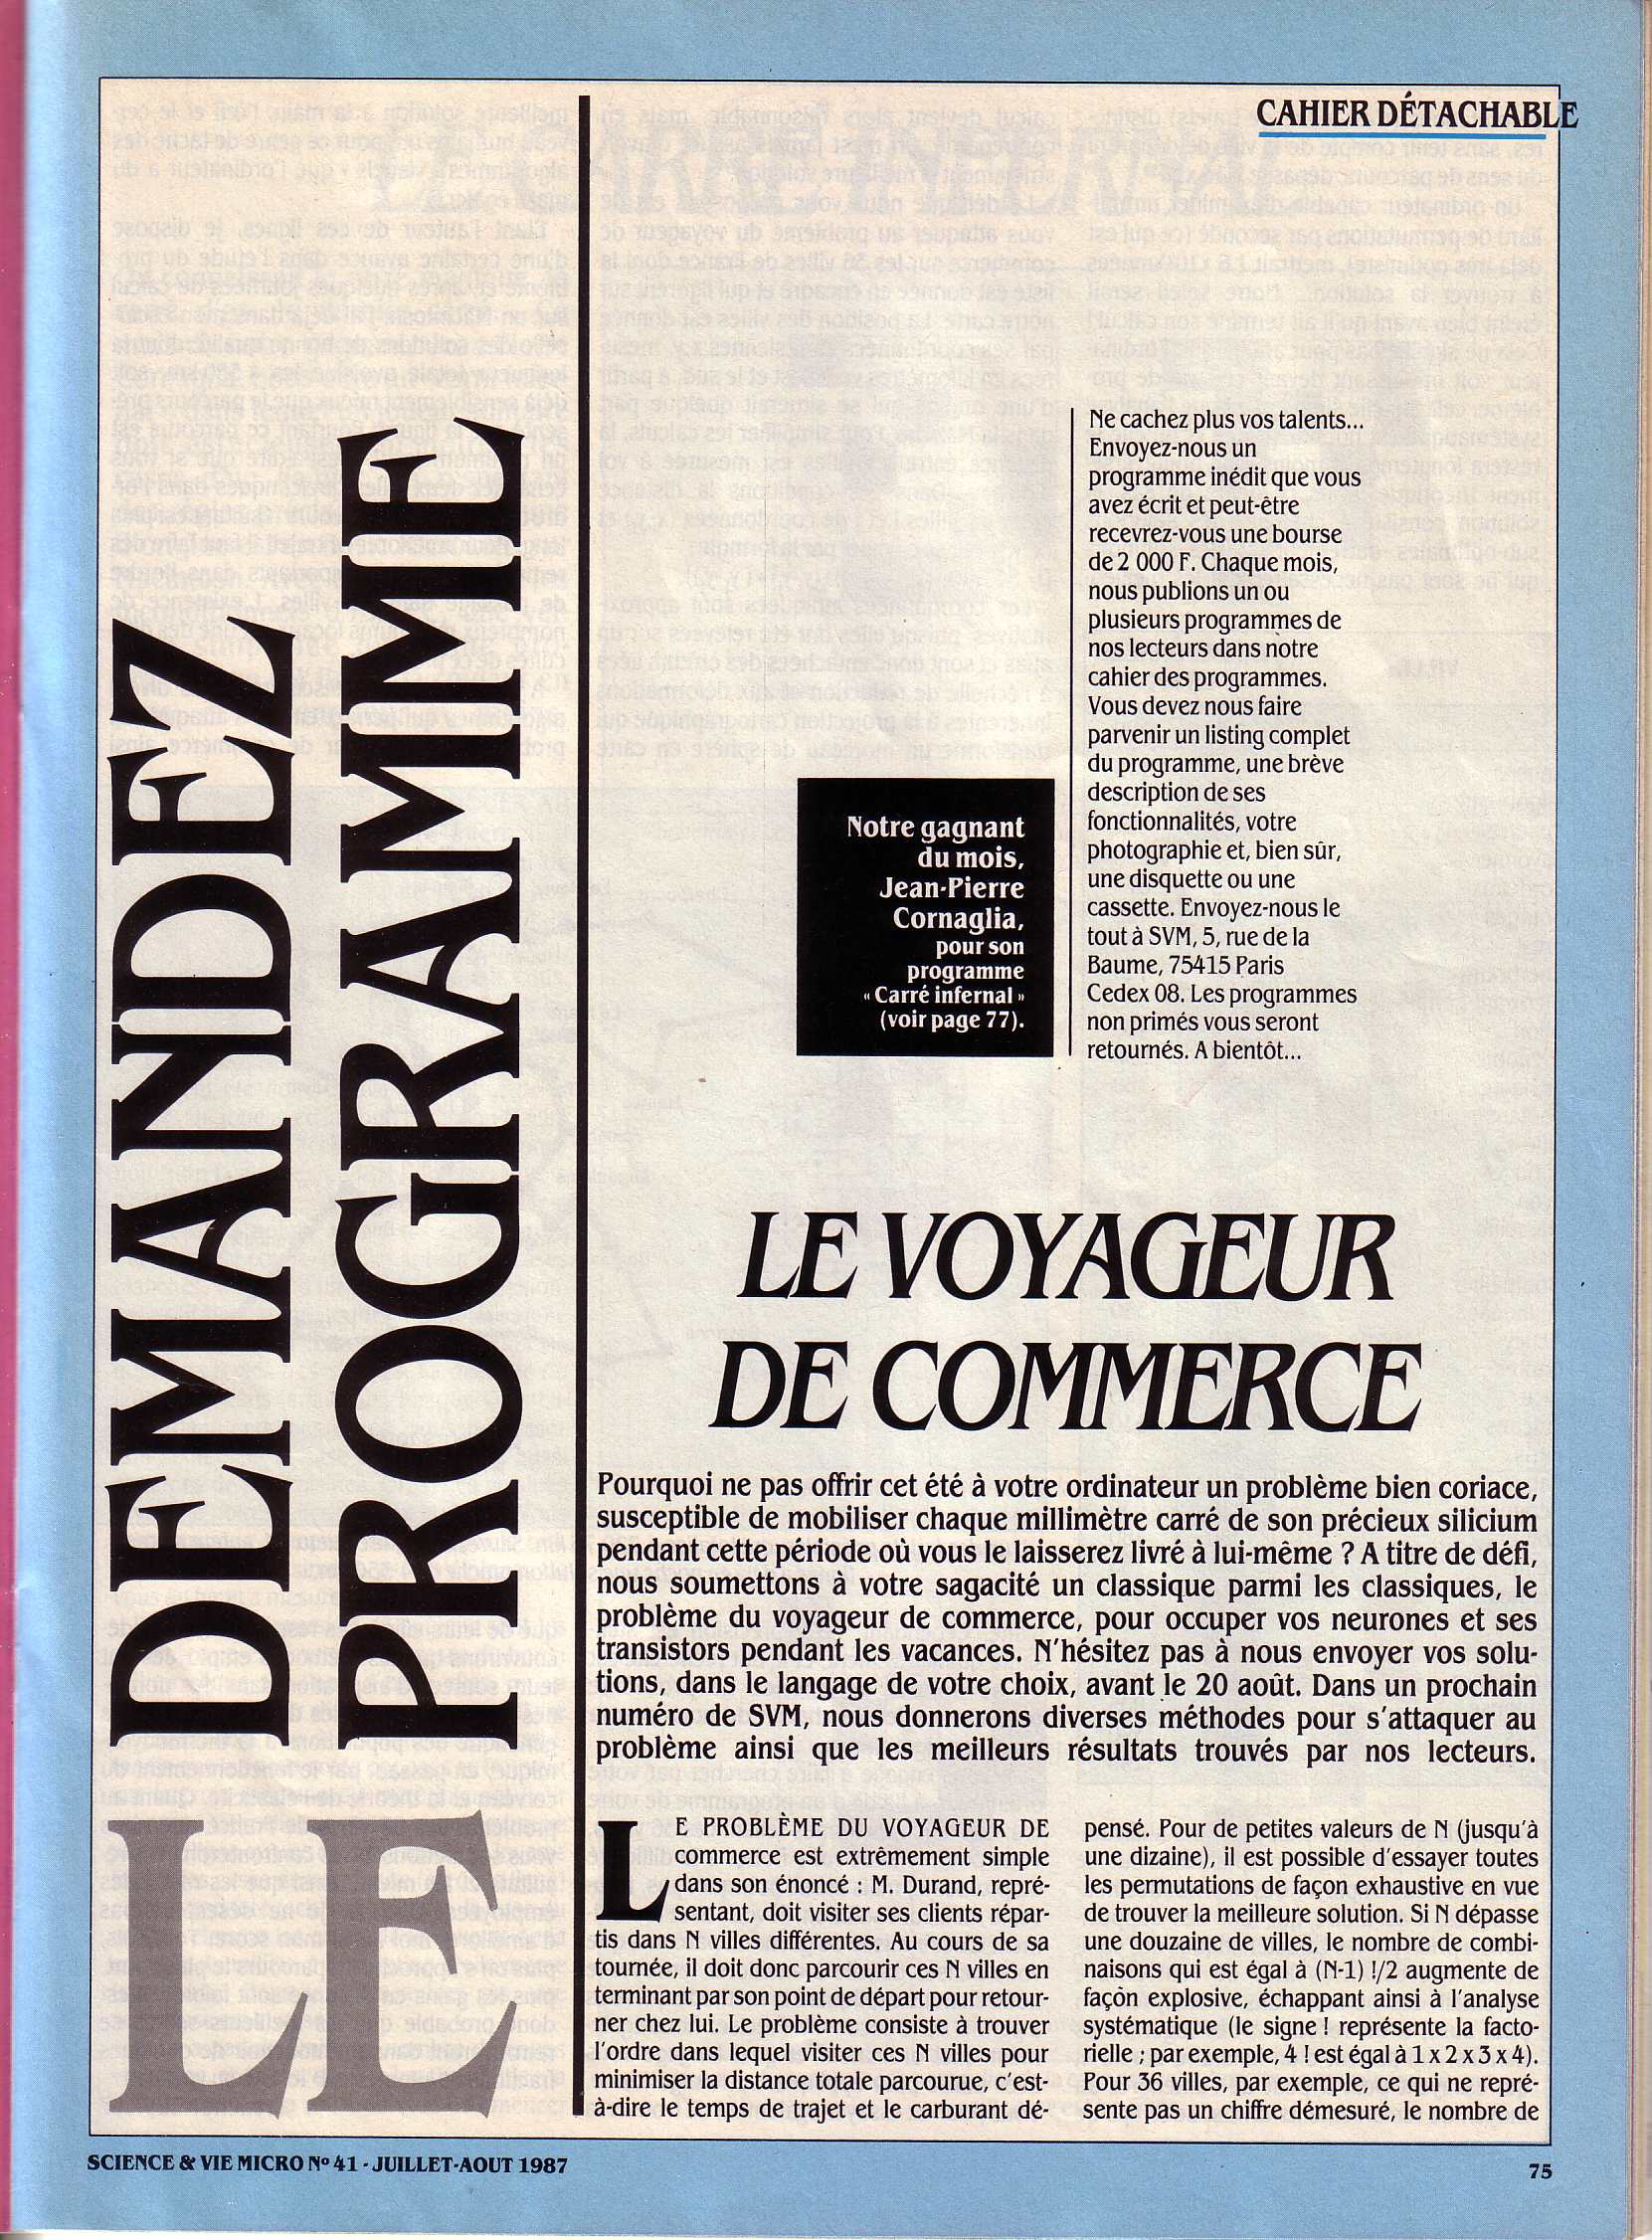 CAHIER DÉTACHABLE
DEMANDEZ
LE PROGRAMME
Ne cachez plus vos talents...
Envoyez-nous un
programme inédit que vous
avez écrit et peut-être
recevrez-vous une bourse
de 2 000 F. Chaque mois,
nous publions un ou
plusieurs programmes de
nos lecteurs dans notre
cahier des programmes.
Vous devez nous faire
parvenir un listing complet
du programme, une brève
description de ses
fonctionnalités, votre
photographie et, bien sûr,
une disquette ou une
cassette. Envoyez-nous le
tout à SVM, 5, rue de la
Baume, 75415 Paris
Cedex 08. Les programmes
non primés vous seront
retournés. A bientôt...
Notre gagnant
du mois,
Jean-Pierre
Cornaglia,
pour son
programme
« Carré infernal »
(voir page 77).
LE VOYAGEUR
DE COMMERCE
Pourquoi ne pas offrir cet été à votre ordinateur un problème bien coriace,
susceptible de mobiliser chaque millimètre carré de son précieux silicium
pendant cette période où vous le laisserez livré à lui-même ? A titre de défi,
nous soumettons à votre sagacité un classique parmi les classiques, le
problème du voyageur de commerce, pour occuper vos neurones et ses
transistors pendant les vacances. N'hésitez pas à nous envoyer vos solu-
tions, dans le langage de votre choix, avant le 20 août. Dans un prochain
numéro de SVM, nous donnerons diverses méthodes pour s'attaquer au
problème ainsi que les meilleurs résultats trouvés par nos lecteurs.
LE PROBLÈME DU VOYAGEUR DE
commerce est extrêmement simple
dans son énoncé : M. Durand, repré-
sentant, doit visiter ses clients répar-
tis dans N villes différentes. Au cours de sa
tournée, il doit donc parcourir ces N villes en
terminant par son point de départ pour retour-
ner chez lui. Le problème consiste à trouver
l'ordre dans lequel visiter ces N villes pour
minimiser la distance totale parcourue, c'est-
à-dire le temps de trajet et le carburant dé-
pensé. Pour de petites valeurs de N (jusqu'à
une dizaine), il est possible d'essayer toutes
les permutations de façon exhaustive en vue
de trouver la meilleure solution. Si N dépasse
une douzaine de villes, le nombre de combi-
naisons qui est égal à (N-1) !/2 augmente de
façon explosive, échappant ainsi à l'analyse
systématique (le signe ! représente la facto-
rielle ; par exemple, 4 ! est égal à 1 x 2 x 3 x 4).
Pour 36 villes, par exemple, ce qui ne repré-
sente pas un chiffre démesuré, le nombre de
SCIENCE & VIE MICRO N° 41 - JUILLET-AOUT 1987
75